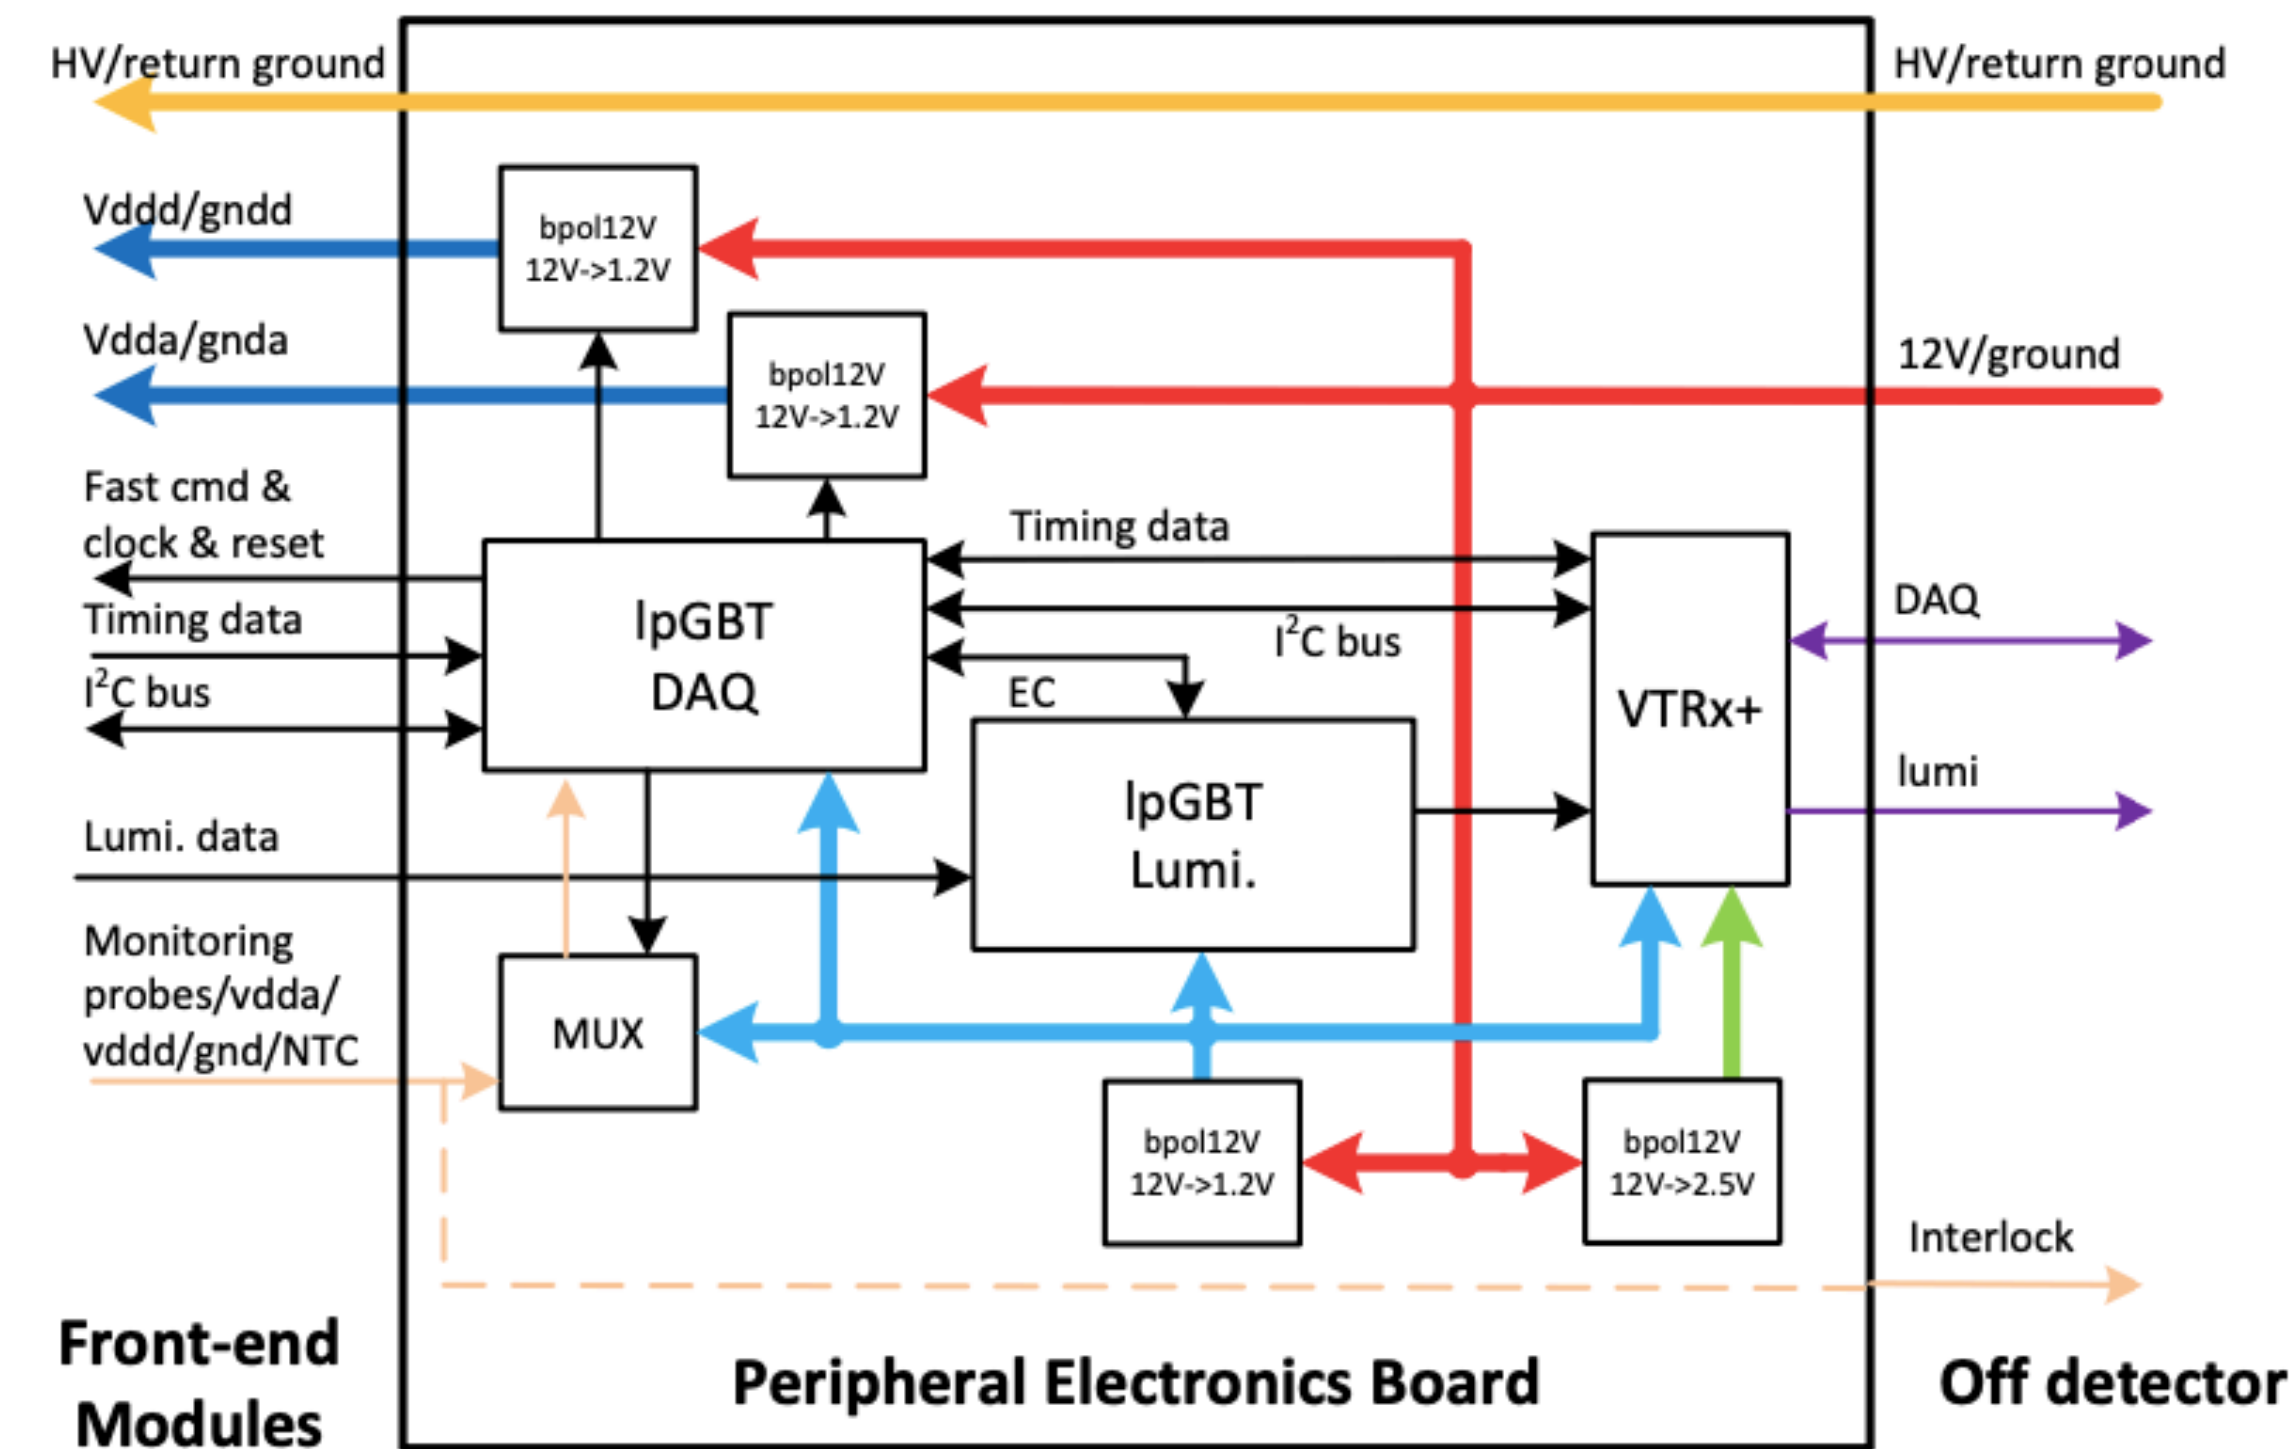 HV/return ground
HV/return ground
Vddd/gndd
bpol12V
12V->1.2V
Vdda/gnda
bpol12V
12V->1.2V
12V/ground
Fast cmd &
clock & reset
Timing data
I²C bus
lpGBT
DAQ
Timing data
I²C bus
EC
VTRx+
DAQ
lumi
lpGBT
Lumi.
Lumi. data
Monitoring
probes/vdda/
vddd/gnd/NTC
MUX
bpol12V
12V->1.2V
bpol12V
12V->2.5V
Interlock
Front-end
Modules
Peripheral Electronics Board
Off detector